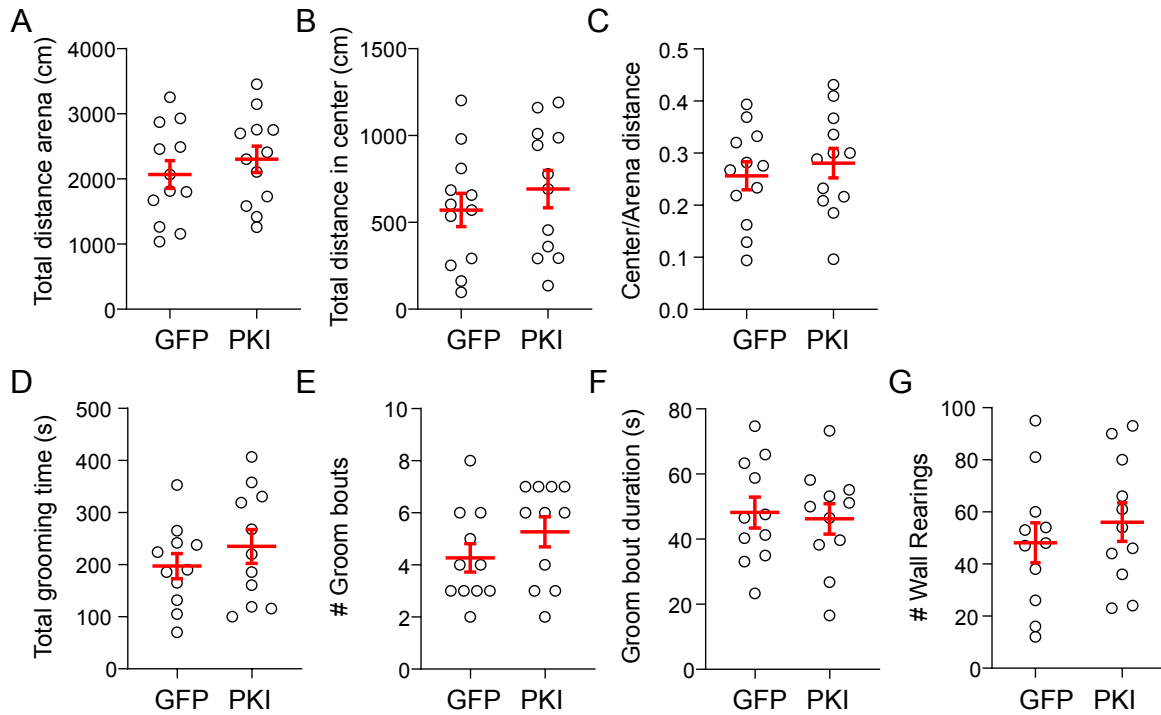 A
Total distance arena (cm)
4000
3000
2000
1000
0
GFP PKI
B
Total distance in center (cm)
1500
1000
500
0
GFP PKI
C
Center/Arena distance
0.5
0.4
0.3
0.2
0.1
0.0
GFP PKI
D
Total grooming time (s)
500
400
300
200
100
0
GFP PKI
E
# Groom bouts
10
8
6
4
2
0
GFP PKI
F
Groom bout duration (s)
80
60
40
20
0
GFP PKI
G
# Wall Rearings
100
80
60
40
20
0
GFP PKI